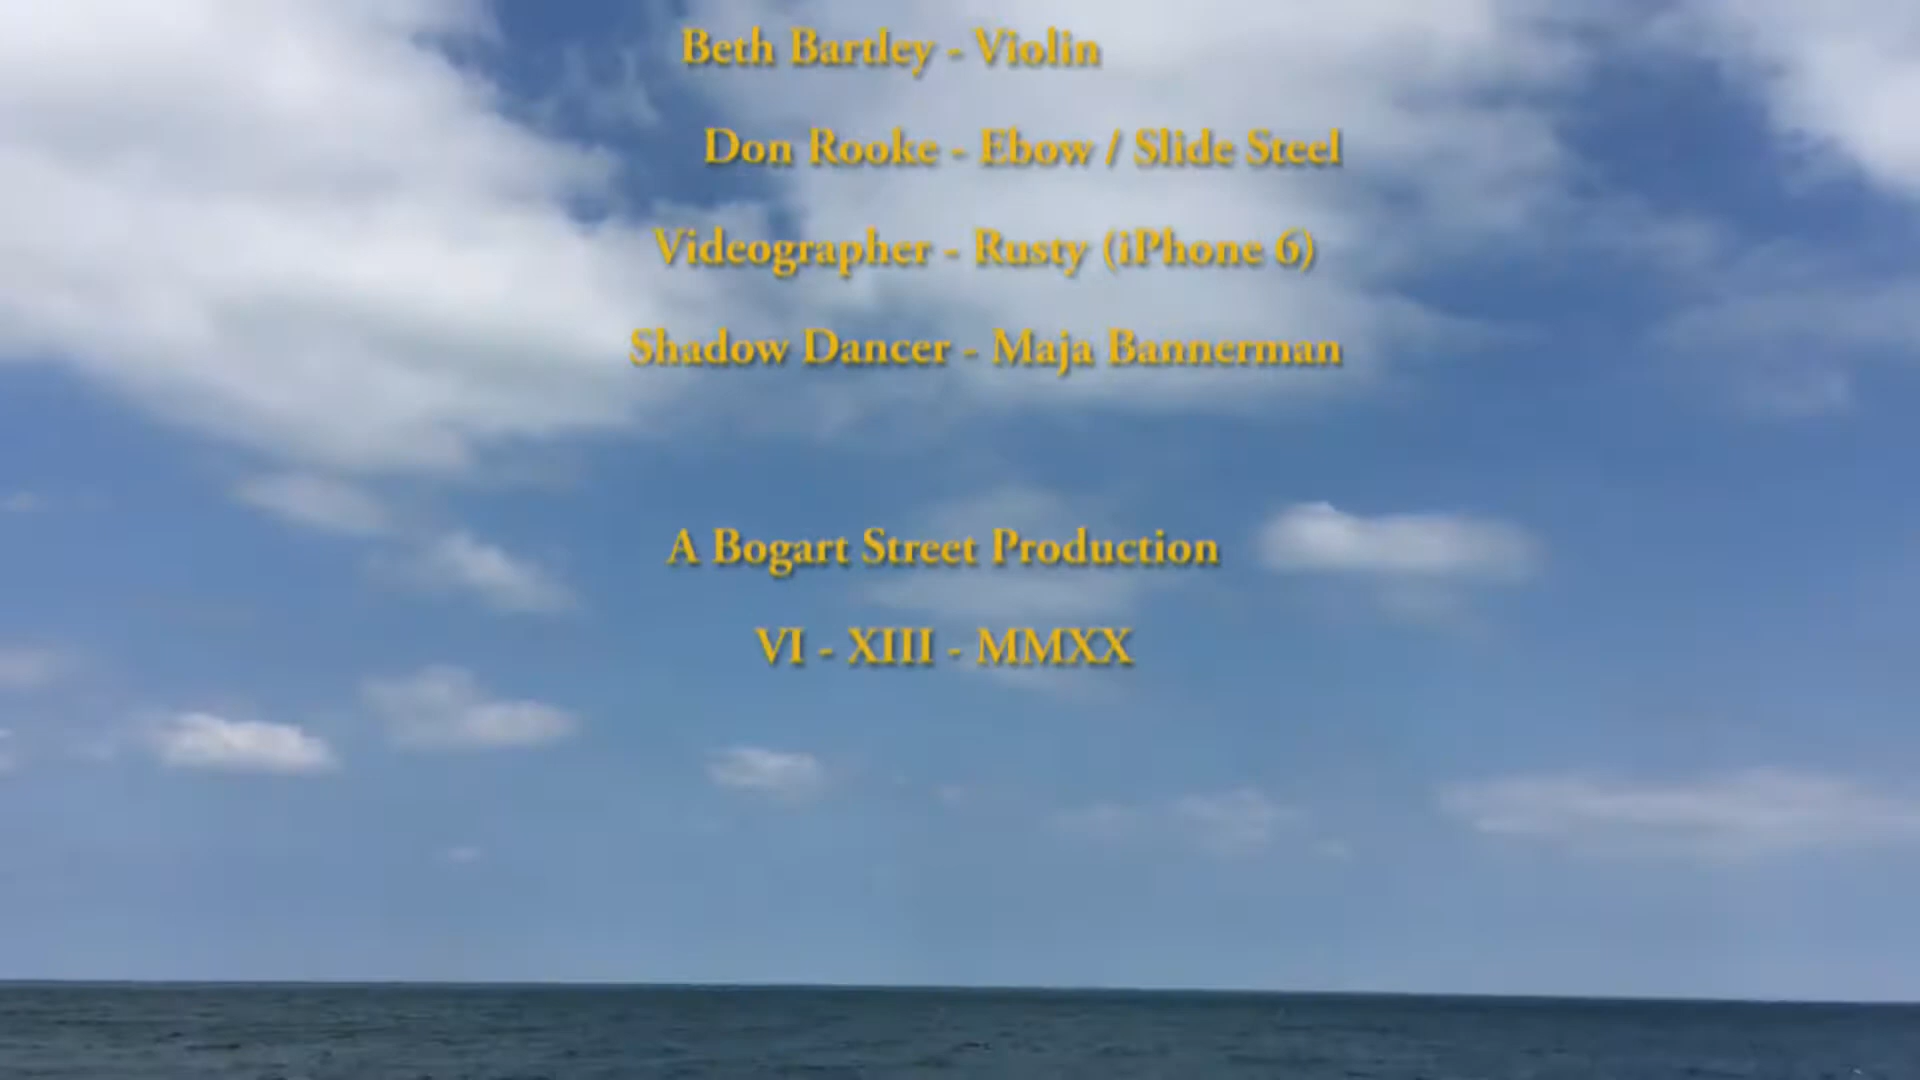 Beth Bartley - Violin
Don Rooke - Ebow / Slide Steel
Videographer - Rusty (iPhone 6)
Shadow Dancer - Maja Bannerman
A Bogart Street Production
VI - XIII - MMXX